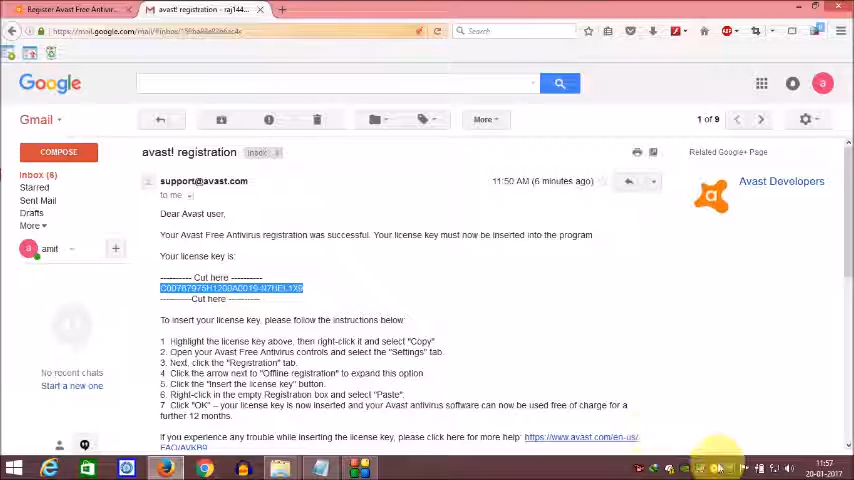 Register Avast Free Antivir...
avast! registration - raj144...
Search
Google
Gmail
More
1 of 9
COMPOSE
avast! registration
Inbox
Related Google+ Page
Inbox (6)
Starred
Sent Mail
Drafts
More
support@avast.com
11:50 AM (6 minutes ago)
to me
Avast Developers
Dear Avast user,
Your Avast Free Antivirus registration was successful. Your license key must now be inserted into the program
amit
Your license key is:
---------- Cut here ----------
----------Cut here ----------
To insert your license key, please follow the instructions below:
1. Highlight the license key above, then right-click it and select "Copy"
2. Open your Avast Free Antivirus controls and select the "Settings" tab.
3. Next, click the "Registration" tab.
4. Click the arrow next to "Offline registration" to expand this option
5. Click the "Insert the license key" button.
6. Right-click in the empty Registration box and select "Paste".
7. Click "OK" – your license key is now inserted and your Avast antivirus software can now be used free of charge for a
further 12 months.
No recent chats
Start a new one
If you experience any trouble while inserting the license key, please click here for more help: https://www.avast.com/en-us/
11:57
20-01-2017